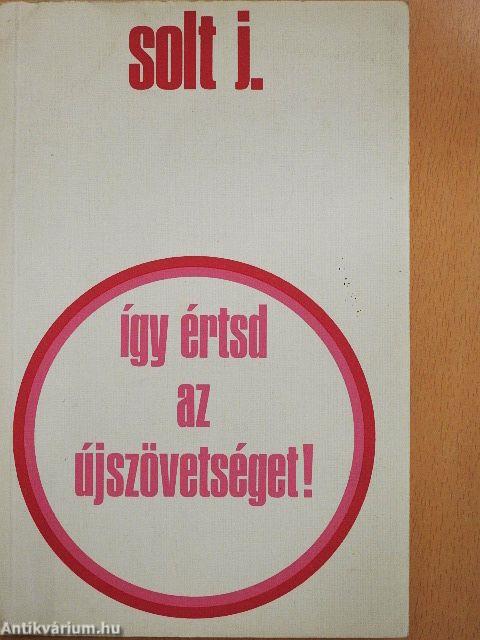 solt j.
így értsd
az
újszövetséget!
Antikvárium.hu